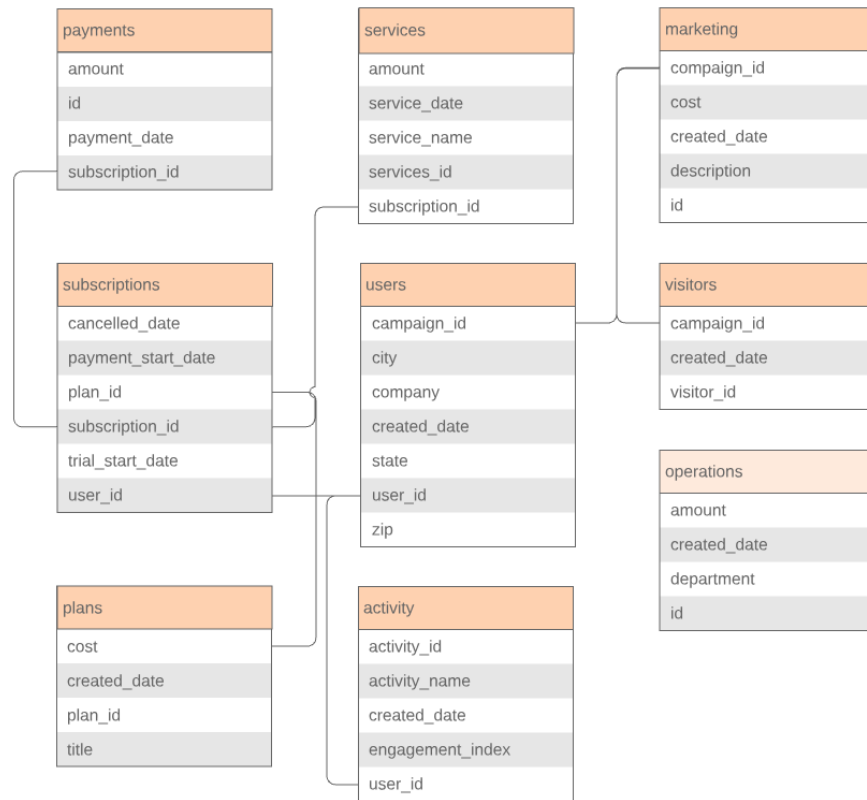 payments
amount
id
payment_date
subscription_id
services
amount
service_date
service_name
services_id
subscription_id
marketing
compaign_id
cost
created_date
description
id
subscriptions
cancelled_date
payment_start_date
plan_id
subscription_id
trial_start_date
user_id
users
campaign_id
city
company
created_date
state
user_id
zip
visitors
campaign_id
created_date
visitor_id
operations
amount
created_date
department
id
plans
cost
created_date
plan_id
title
activity
activity_id
activity_name
created_date
engagement_index
user_id